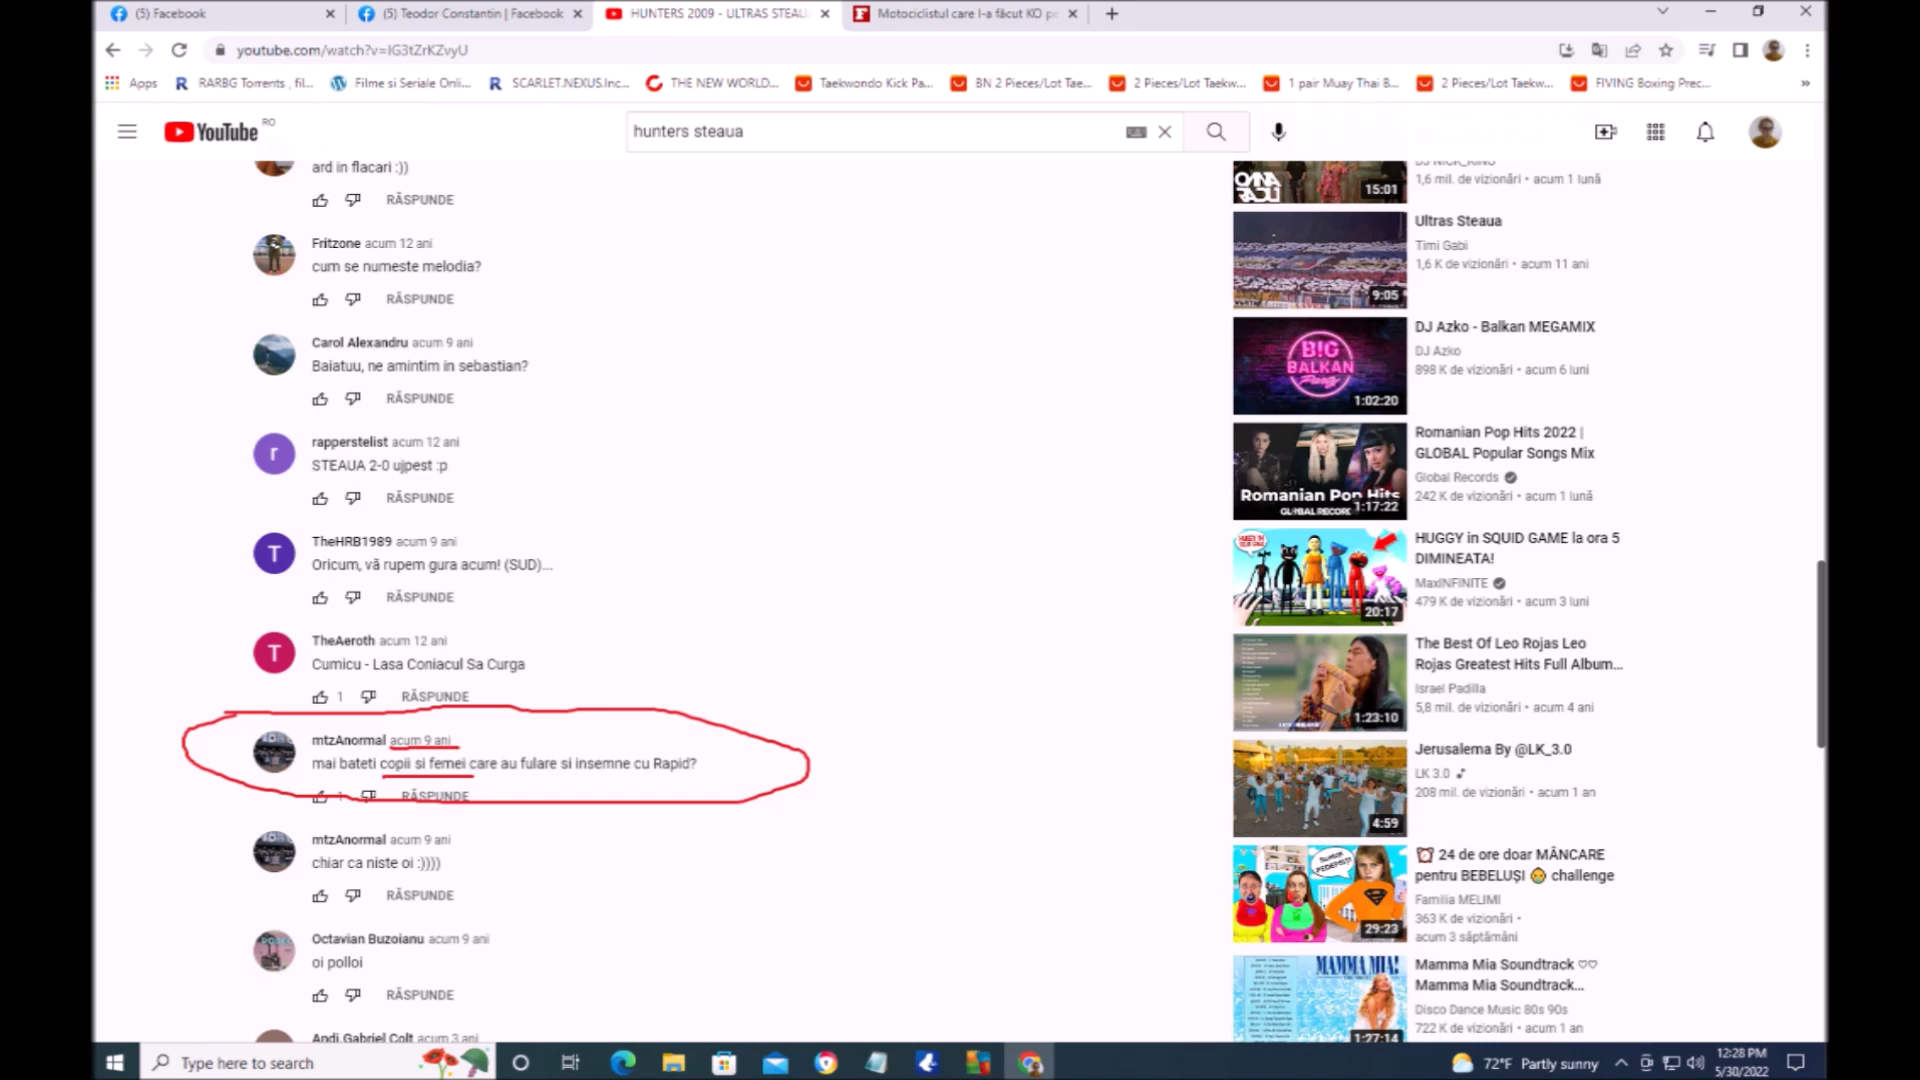 (5) Facebook
(5) Teodor Constantin | Facebook
HUNTERS 2009 - ULTRAS STEAU
Motociclistul care l-a făcut KO pe
youtube.com/watch?v=IG3tZrKZvyU
Apps
RARBG Torrents , fil...
Filme si Seriale Onli...
SCARLET.NEXUS.Inc...
THE NEW WORLD...
Taekwondo Kick Pa...
BN 2 Pieces/Lot Tae...
2 Pieces/Lot Taekw...
1 pair Muay Thai B...
2 Pieces/Lot Taekw...
FIVING Boxing Prec...
YouTube RO
hunters steaua
ard in flacari :))
RĂSPUNDE
Fritzone acum 12 ani
cum se numeste melodia?
RĂSPUNDE
Carol Alexandru acum 9 ani
Baiatuu, ne amintim in sebastian?
RĂSPUNDE
r
rapperstelist acum 12 ani
STEAUA 2-0 ujpest :p
RĂSPUNDE
T
TheHRB1989 acum 9 ani
Oricum, vă rupem gura acum! (SUD)...
RĂSPUNDE
T
TheAeroth acum 12 ani
Cumicu - Lasa Coniacul Sa Curga
1 RĂSPUNDE
mtzAnormal acum 9 ani
mai bateti copii si femei care au fulare si insemne cu Rapid?
1 RĂSPUNDE
mtzAnormal acum 9 ani
chiar ca niste oi :))))
RĂSPUNDE
Octavian Buzoianu acum 9 ani
oi polloi
RĂSPUNDE
Andi.Gabriel Colt acum 3 ani
15:01
1,6 mil. de vizionări • acum 1 lună
9:05
Ultras Steaua
Timi Gabi
1,6 K de vizionări • acum 11 ani
BIG
BALKAN
Party
1:02:20
DJ Azko - Balkan MEGAMIX
DJ Azko
898 K de vizionări • acum 6 luni
Romanian Pop Hits
GLOBAL RECORD
1:17:22
Romanian Pop Hits 2022 |
GLOBAL Popular Songs Mix
Global Records
242 K de vizionări • acum 1 lună
20:17
HUGGY in SQUID GAME la ora 5
DIMINEATA!
MaxINFINITE
479 K de vizionări • acum 3 luni
1:23:10
The Best Of Leo Rojas Leo
Rojas Greatest Hits Full Album...
Israel Padilla
5,8 mil. de vizionări • acum 4 ani
4:59
Jerusalema By @LK_3.0
LK 3.0
208 mil. de vizionări • acum 1 an
29:23
24 de ore doar MÂNCARE
pentru BEBELUȘI challenge
Familia MELIMI
363 K de vizionări •
acum 3 săptămâni
MAMMA MIA!
1:27:14
Mamma Mia Soundtrack ♡♡
Mamma Mia Soundtrack...
Disco Dance Music 80s 90s
722 K de vizionări • acum 1 an
Type here to search
72°F Partly sunny
12:28 PM
5/30/2022